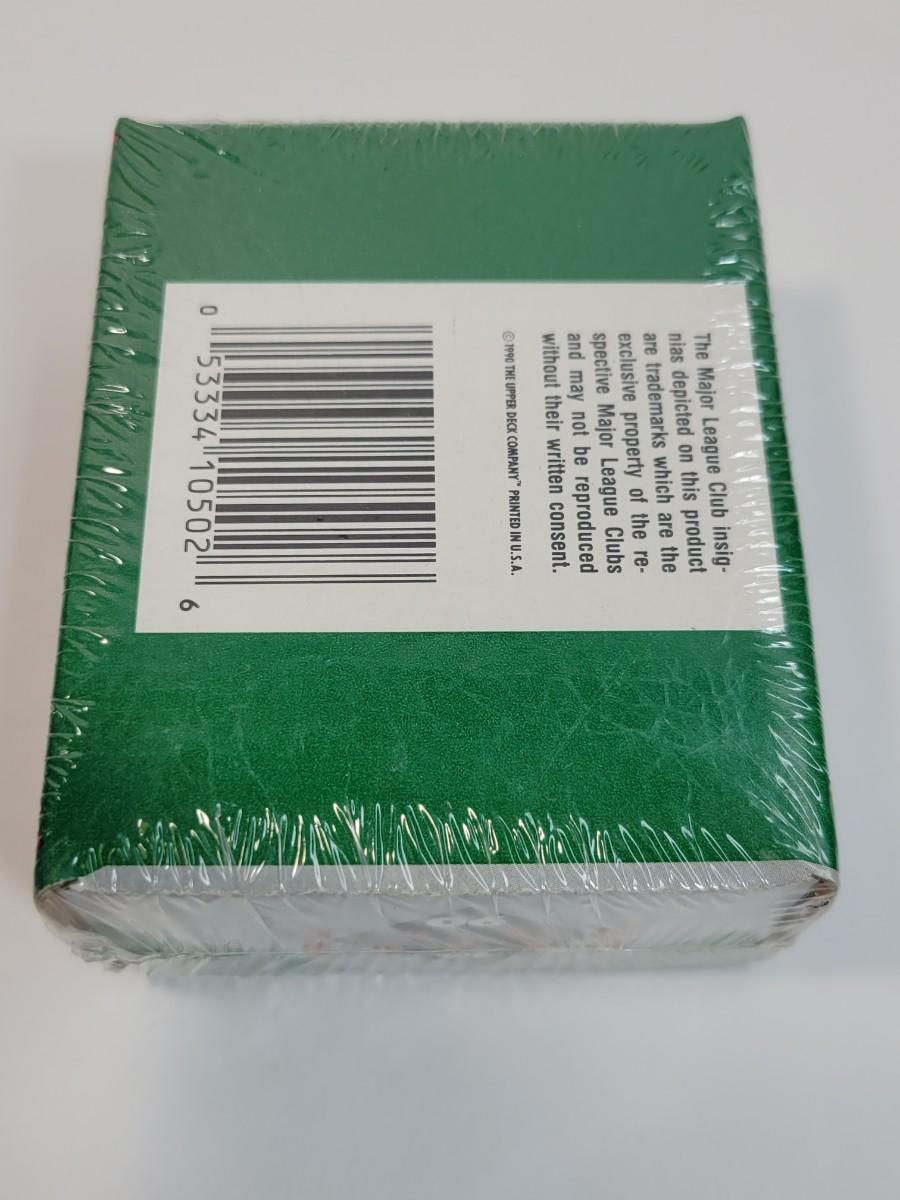 The Major League Club insig-
nias depicted on this product
are trademarks which are the
exclusive property of the re-
spective Major League Clubs
and may not be reproduced
without their written consent.
©1990 THE UPPER DECK COMPANY™ PRINTED IN U.S.A.
0 53334 10502 6